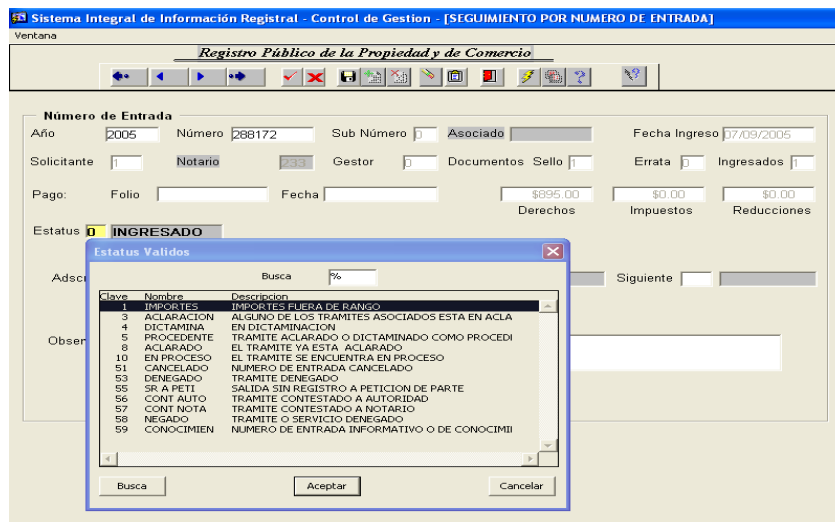 Sistema Integral de Información Registral - Control de Gestion - [SEGUIMIENTO POR NUMERO DE ENTRADA]
Ventana
Registro Público de la Propiedad y de Comercio
Número de Entrada
Año 2005 Número 288172 Sub Número 0 Asociado Fecha Ingreso 07/09/2005
Solicitante 1 Notario 233 Gestor 0 Documentos Sello 1 Errata 0 Ingresados 1
Pago: Folio Fecha $895.00 $0.00 $0.00
Derechos Impuestos Reducciones
Estatus 0 INGRESADO
Estatus Validos
Adscr Siguiente
Busca %
Clave Nombre Descripcion
1 IMPORTES IMPORTES FUERA DE RANGO
3 ACLARACION ALGUNO DE LOS TRAMITES ASOCIADOS ESTA EN ACLA
4 DICTAMINA EN DICTAMINACION
5 PROCEDENTE TRAMITE ACLARADO O DICTAMINADO COMO PROCEDI
8 ACLARADO EL TRAMITE YA ESTA ACLARADO
10 EN PROCESO EL TRAMITE SE ENCUENTRA EN PROCESO
51 CANCELADO NUMERO DE ENTRADA CANCELADO
53 DENEGADO TRAMITE DENEGADO
55 SR A PETI SALIDA SIN REGISTRO A PETICION DE PARTE
56 CONT AUTO TRAMITE CONTESTADO A AUTORIDAD
57 CONT NOTA TRAMITE CONTESTADO A NOTARIO
58 NEGADO TRAMITE O SERVICIO DENEGADO
59 CONOCIMIEN NUMERO DE ENTRADA INFORMATIVO O DE CONOCIMII
Obser
Busca Aceptar Cancelar